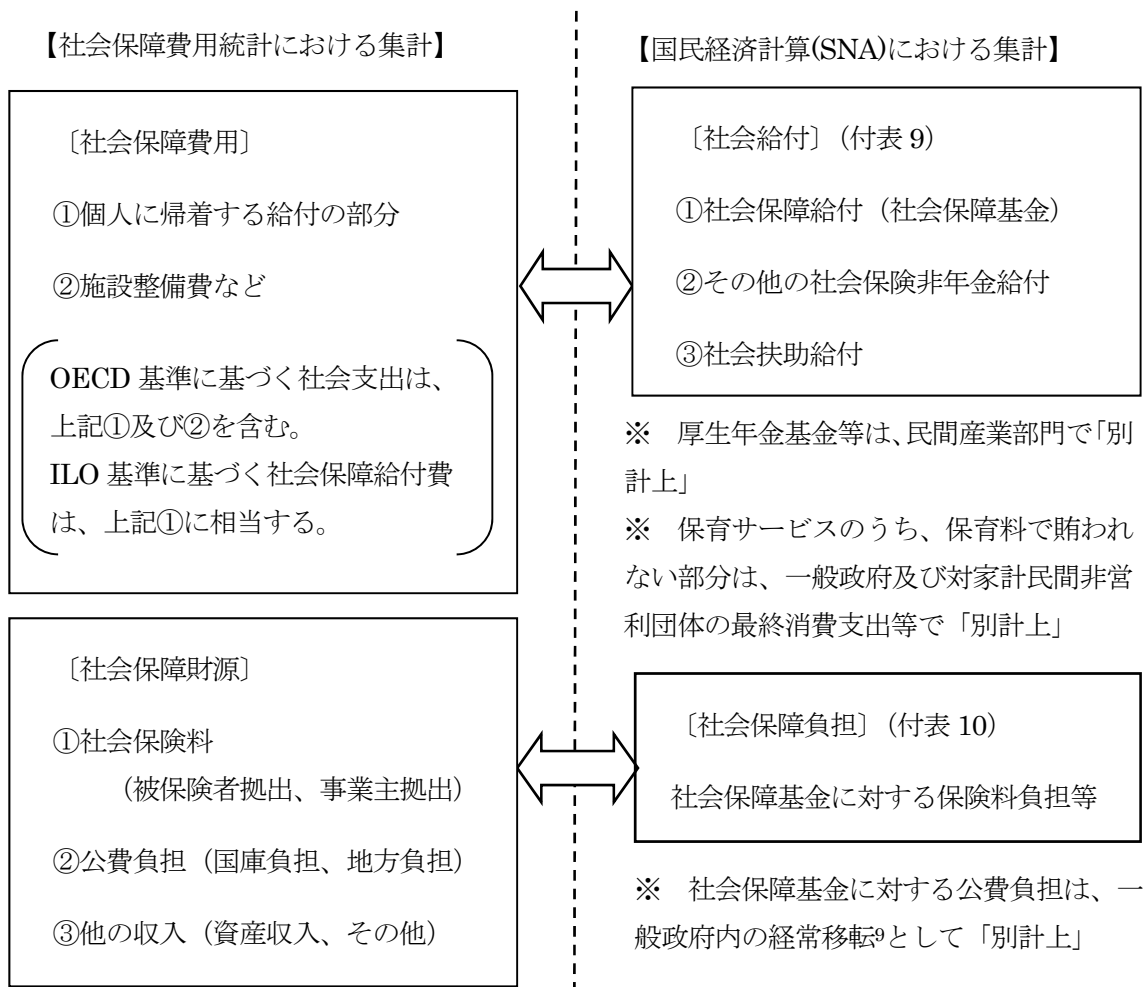 【社会保障費用統計における集計】
〔社会保障費用〕
①個人に帰着する給付の部分
②施設整備費など
OECD 基準に基づく社会支出は、
上記①及び②を含む。
ILO 基準に基づく社会保障給付費
は、上記①に相当する。
〔社会保障財源〕
①社会保険料
（被保険者拠出、事業主拠出）
②公費負担（国庫負担、地方負担）
③他の収入（資産収入、その他）
【国民経済計算(SNA)における集計】
〔社会給付〕（付表 9）
①社会保障給付（社会保障基金）
②その他の社会保険非年金給付
③社会扶助給付
※　厚生年金基金等は、民間産業部門で「別
計上」
※　保育サービスのうち、保育料で賄われ
ない部分は、一般政府及び対家計民間非営
利団体の最終消費支出等で「別計上」
〔社会保障負担〕（付表 10）
社会保障基金に対する保険料負担等
※　社会保障基金に対する公費負担は、一
般政府内の経常移転9として「別計上」